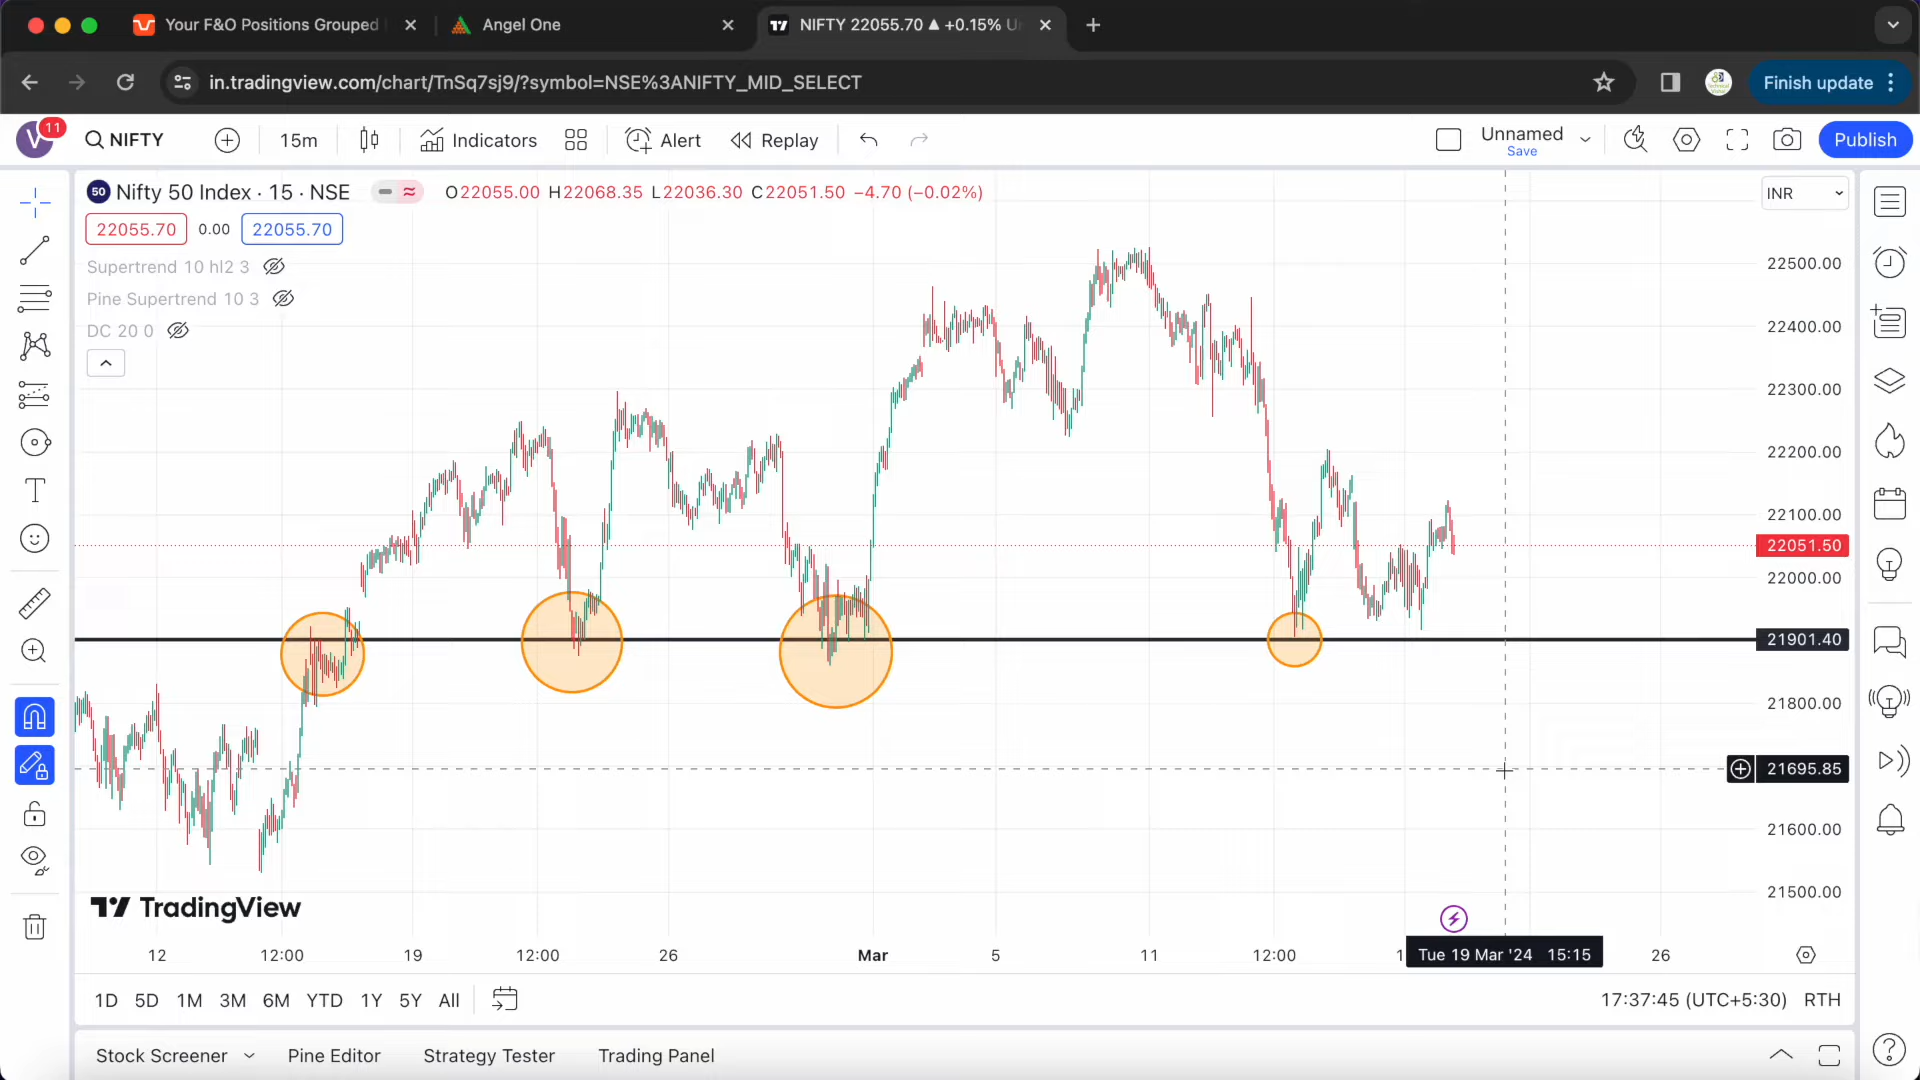 Your F&O Positions Grouped
Angel One
NIFTY 22055.70 ▲ +0.15% U
in.tradingview.com/chart/TnSq7sj9/?symbol=NSE%3ANIFTY_MID_SELECT
Finish update
V
11
NIFTY
15m
Indicators
Alert
Replay
Unnamed
Save
Publish
50
Nifty 50 Index · 15 · NSE
O22055.00 H22068.35 L22036.30 C22051.50 −4.70 (−0.02%)
INR
22055.70 0.00 22055.70
Supertrend 10 hl2 3
Pine Supertrend 10 3
DC 20 0
22500.00
22400.00
22300.00
22200.00
22100.00
22051.50
22000.00
21901.40
21800.00
21695.85
21600.00
21500.00
TradingView
12 12:00 19 12:00 26 Mar 5 11 12:00 1 Tue 19 Mar '24 15:15 26
1D 5D 1M 3M 6M YTD 1Y 5Y All
17:37:45 (UTC+5:30) RTH
Stock Screener Pine Editor Strategy Tester Trading Panel